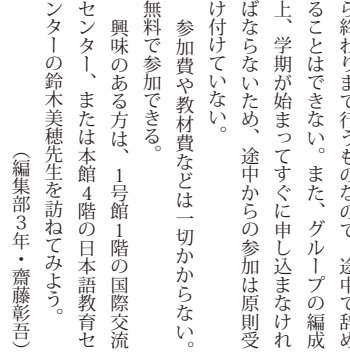 ら終わりまで行うものなので、途中で辞め
ることはできない。また、グループの編成
上、学期が始まってすぐに申し込まなけれ
ばならないため、途中からの参加は原則受
け付けていない。
参加費や教材費などは一切かからない。
無料で参加できる。
興味のある方は、1号館1階の国際交流
センター、または本館4階の日本語教育セ
ンターの鈴木美穂先生を訪ねてみよう。
(編集部3年・齋藤彰吾)